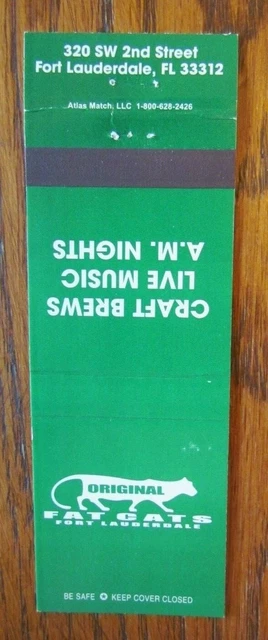 320 SW 2nd Street
Fort Lauderdale, FL 33312
Atlas Match, LLC 1-800-628-2426
CRAFT BREWS
LIVE MUSIC
A.M. NIGHTS
ORIGINAL
FAT CATS
FORT LAUDERDALE
BE SAFE KEEP COVER CLOSED